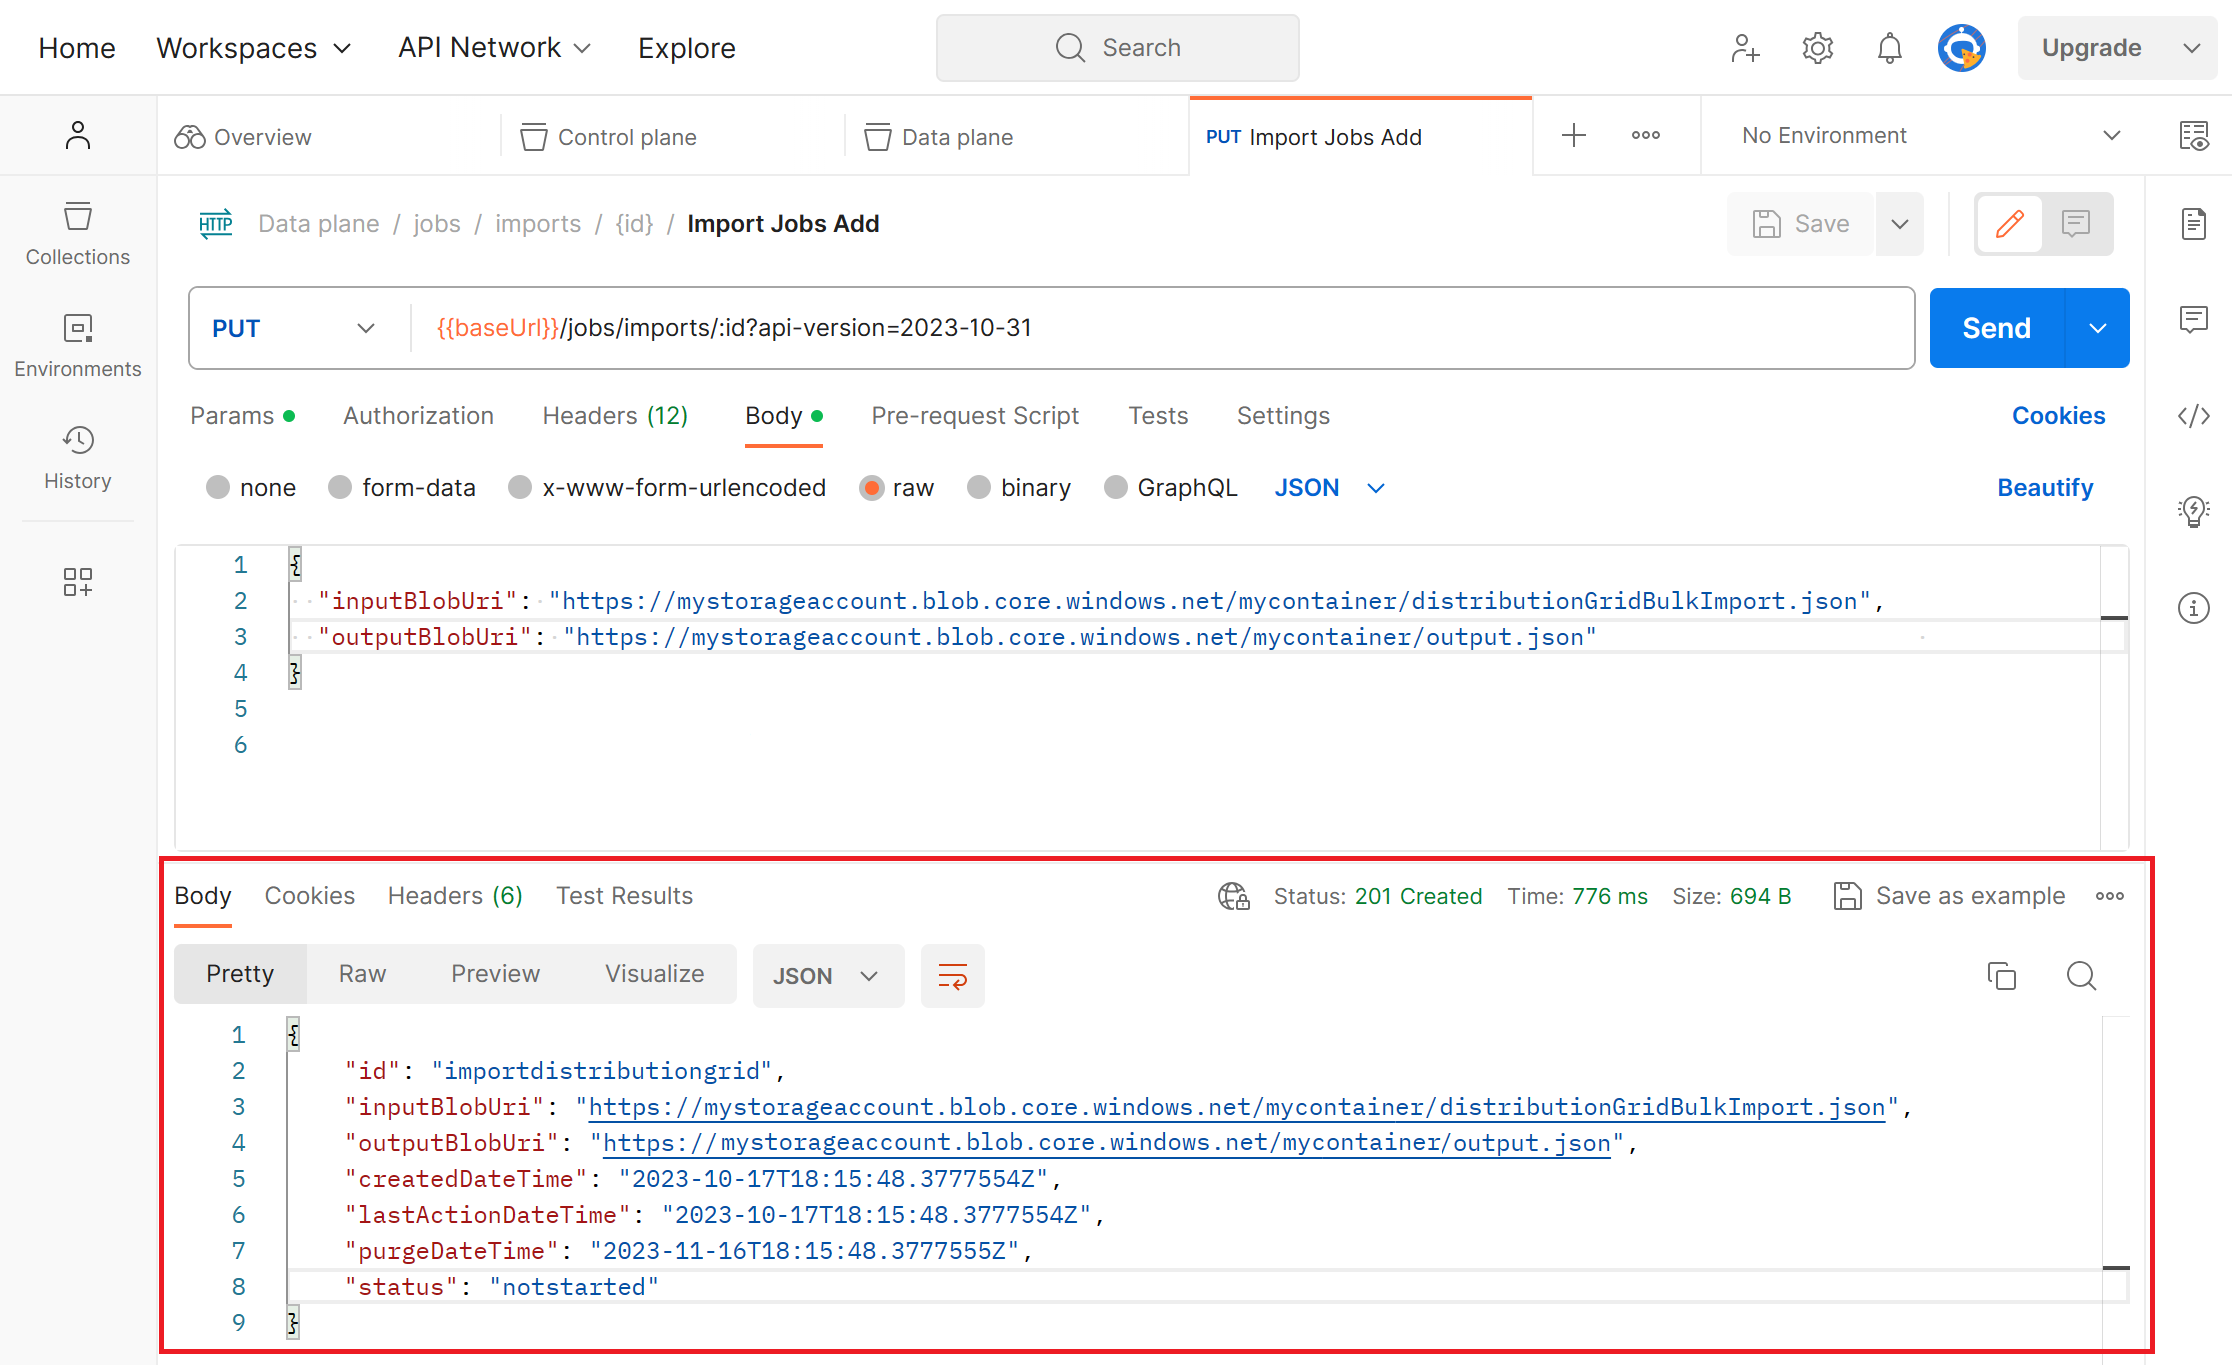 Home Workspaces API Network Explore Search Upgrade
Overview Control plane Data plane PUT Import Jobs Add No Environment
HTTP Data plane / jobs / imports / {id} / Import Jobs Add Save
Collections
Environments
History
PUT {{baseUrl}}/jobs/imports/:id?api-version=2023-10-31 Send
Params Authorization Headers (12) Body Pre-request Script Tests Settings Cookies
none form-data x-www-form-urlencoded raw binary GraphQL JSON Beautify
1 {
2 "inputBlobUri": "https://mystorageaccount.blob.core.windows.net/mycontainer/distributionGridBulkImport.json",
3 "outputBlobUri": "https://mystorageaccount.blob.core.windows.net/mycontainer/output.json"
4 }
5
6
Body Cookies Headers (6) Test Results Status: 201 Created Time: 776 ms Size: 694 B Save as example
Pretty Raw Preview Visualize JSON
1 {
2 "id": "importdistributiongrid",
3 "inputBlobUri": "https://mystorageaccount.blob.core.windows.net/mycontainer/distributionGridBulkImport.json",
4 "outputBlobUri": "https://mystorageaccount.blob.core.windows.net/mycontainer/output.json",
5 "createdDateTime": "2023-10-17T18:15:48.3777554Z",
6 "lastActionDateTime": "2023-10-17T18:15:48.3777554Z",
7 "purgeDateTime": "2023-11-16T18:15:48.3777555Z",
8 "status": "notstarted"
9 }